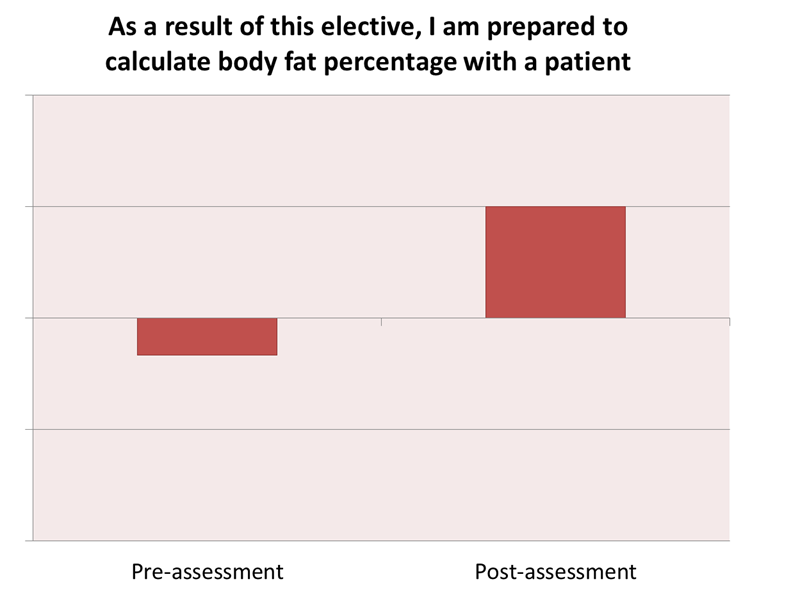 As a result of this elective, I am prepared to
calculate body fat percentage with a patient
Pre-assessment
Post-assessment